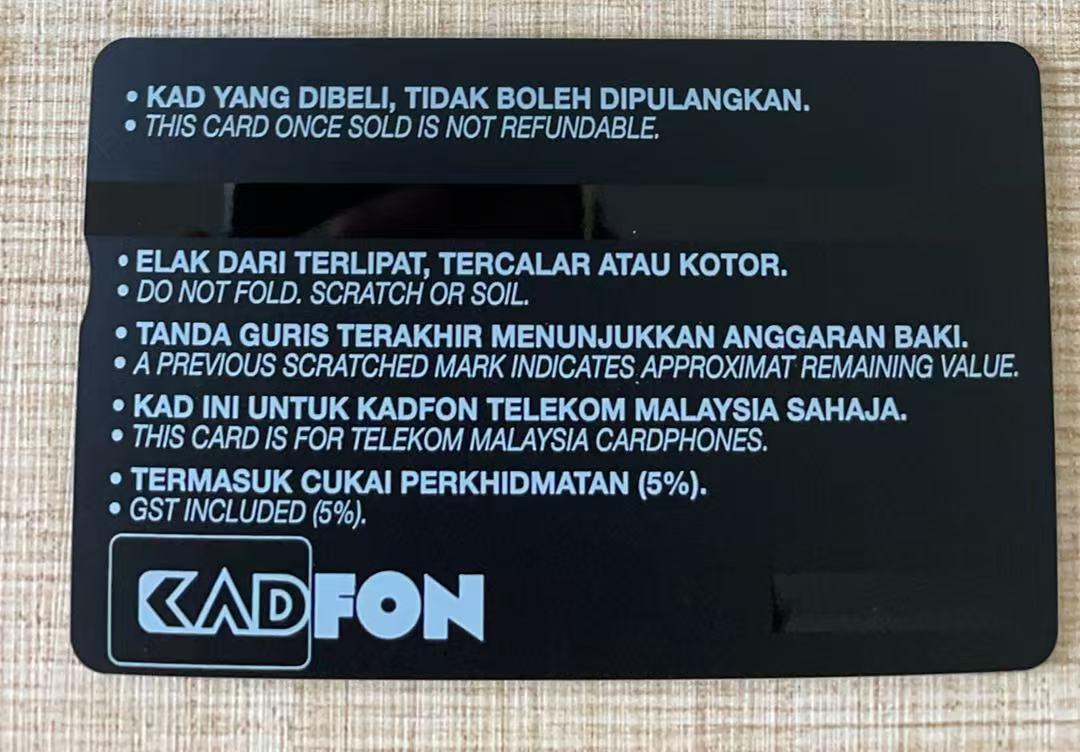 • KAD YANG DIBELI, TIDAK BOLEH DIPULANGKAN.
• THIS CARD ONCE SOLD IS NOT REFUNDABLE.
• ELAK DARI TERLIPAT, TERCALAR ATAU KOTOR.
• DO NOT FOLD. SCRATCH OR SOIL.
• TANDA GURIS TERAKHIR MENUNJUKKAN ANGGARAN BAKI.
• A PREVIOUS SCRATCHED MARK INDICATES APPROXIMAT REMAINING VALUE.
• KAD INI UNTUK KADFON TELEKOM MALAYSIA SAHAJA.
• THIS CARD IS FOR TELEKOM MALAYSIA CARDPHONES.
• TERMASUK CUKAI PERKHIDMATAN (5%).
• GST INCLUDED (5%).
KADFON